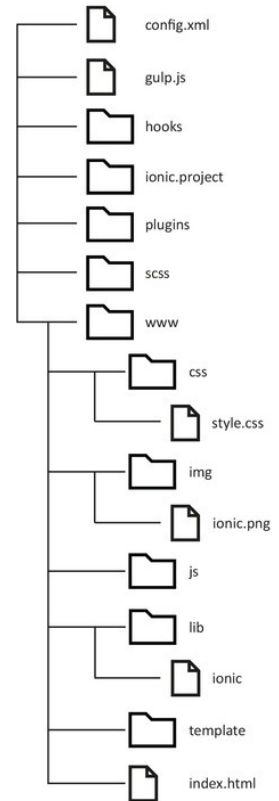 config.xml
gulp.js
hooks
ionic.project
plugins
scss
www
css
style.css
img
ionic.png
js
lib
ionic
template
index.html